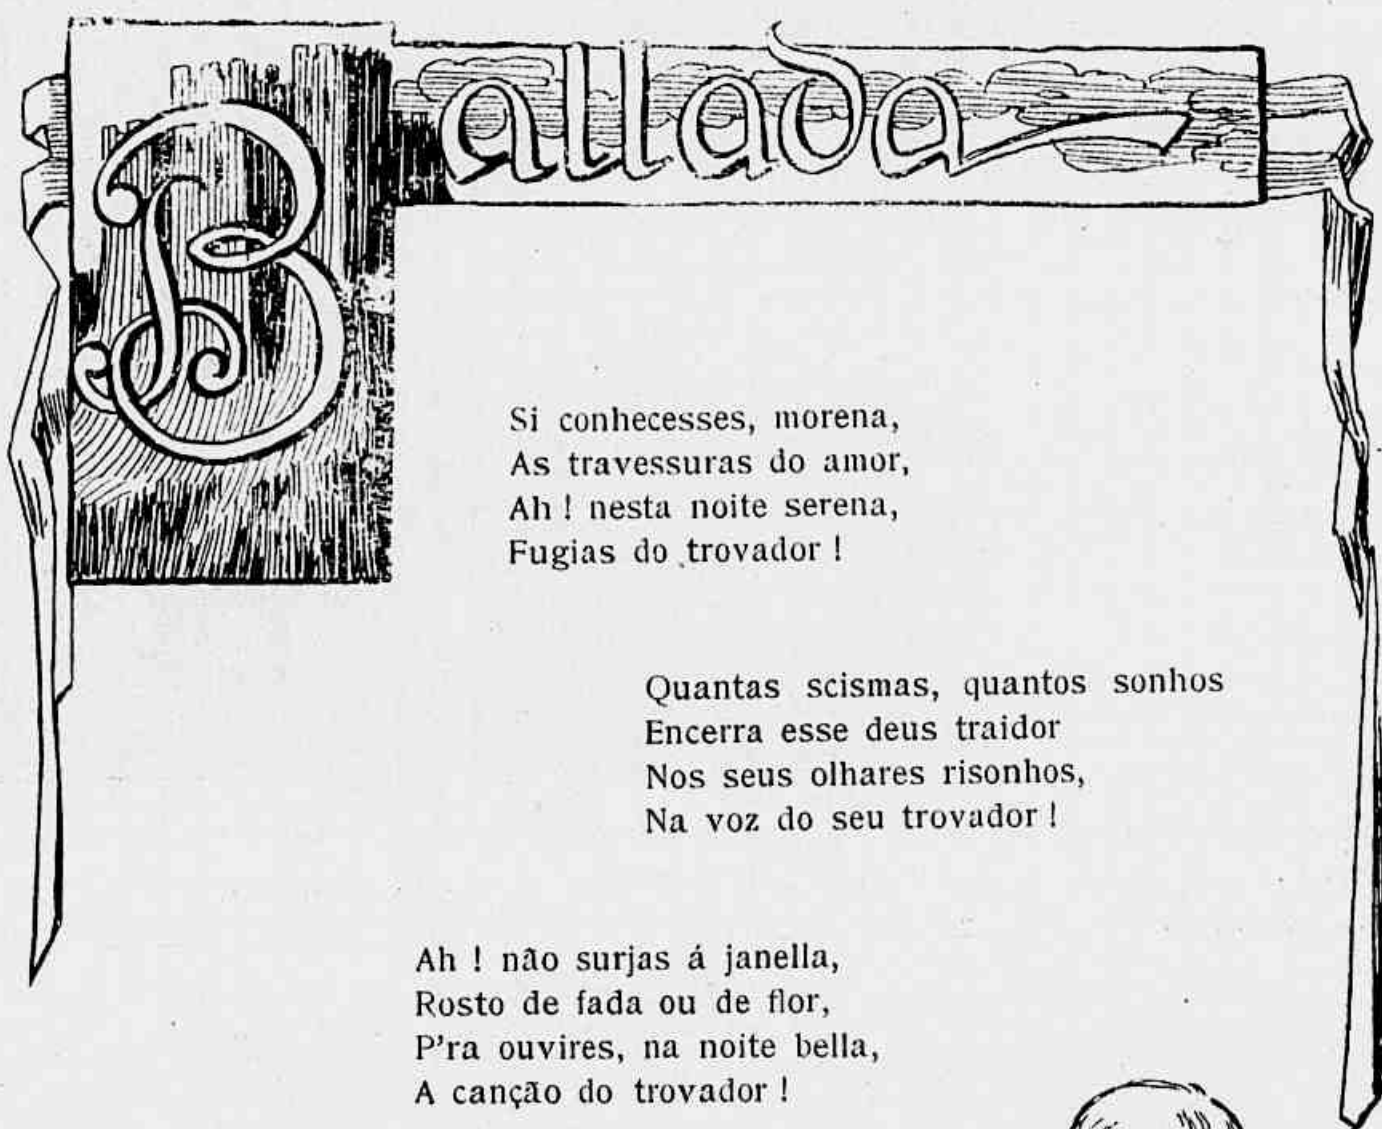 Ballada
Si conhecesses, morena,
As travessuras do amor,
Ah ! nesta noite serena,
Fugias do trovador !
Quantas scismas, quantos sonhos
Encerra esse deus traidor
Nos seus olhares risonhos,
Na voz do seu trovador !
Ah ! não surjas á janella,
Rosto de fada ou de flor,
P'ra ouvires, na noite bella,
A canção do trovador !